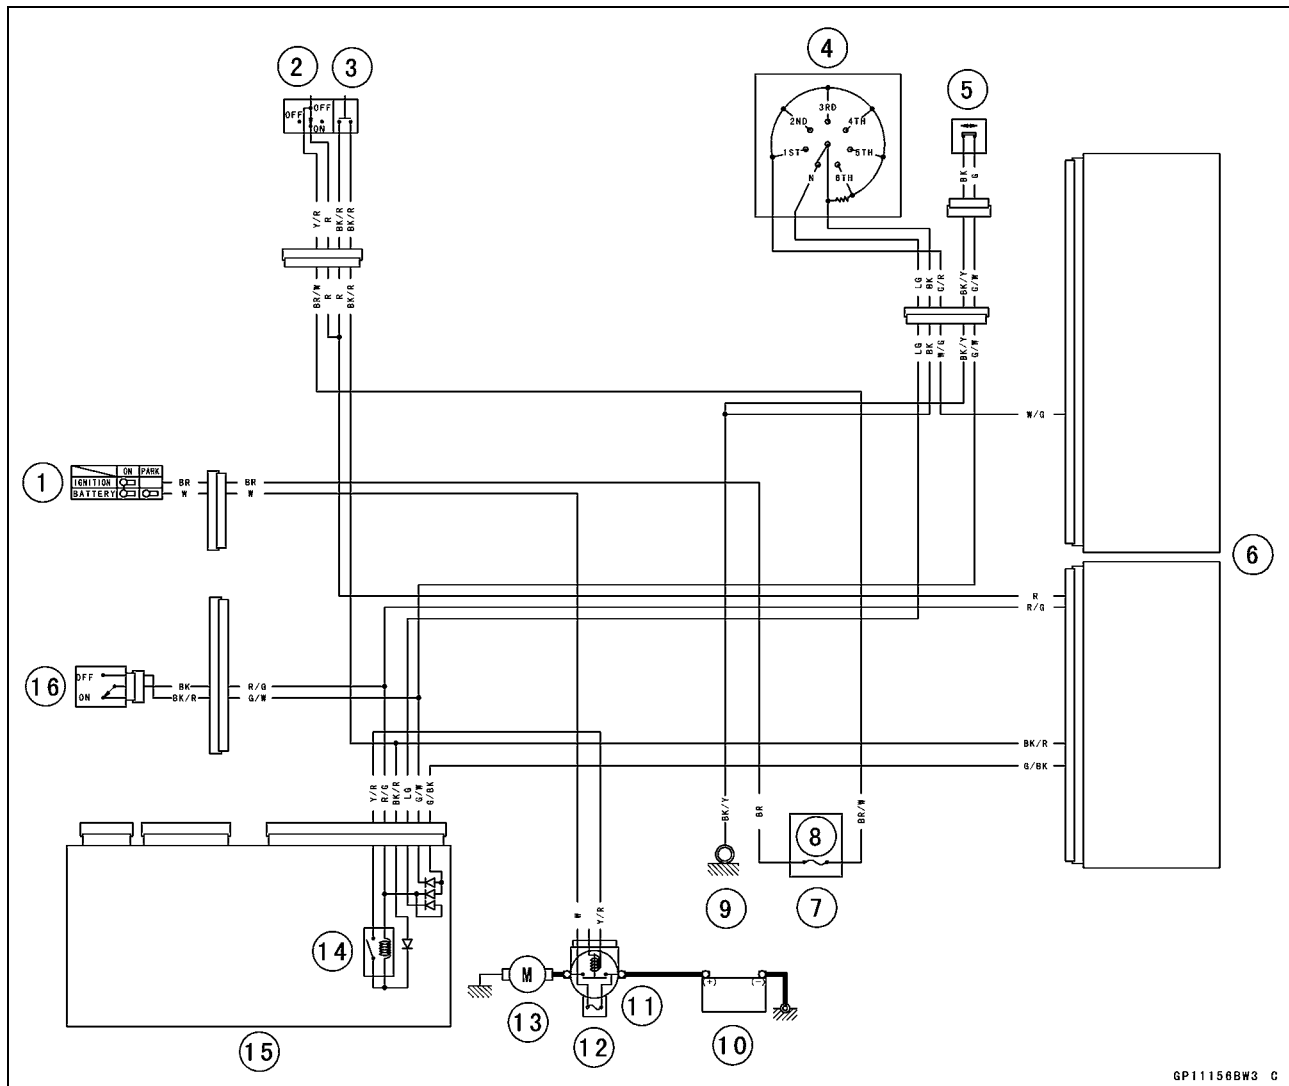 2 3 4 5
OFF OFF
ON
3RD
2ND 4TH
1ST 5TH
N 6TH
BK G
Y/R R BK/R BK/R
BR/W R R BK/R
LG BK G/R BK/Y G/W
LG BK W/G BK/Y G/W
W/G
1
ON PARK
IGNITION BR BR
BATTERY W W
6
R
R/G
16
OFF
ON
BK R/G
BK/R G/W
BK/R
G/BK
Y/R R/G BK/R LG G/W G/BK
BK/Y BR BR/W
8
9 7
W Y/R
14
M
(+) (-)
13 12 11 10
15
GP11156BW3 C